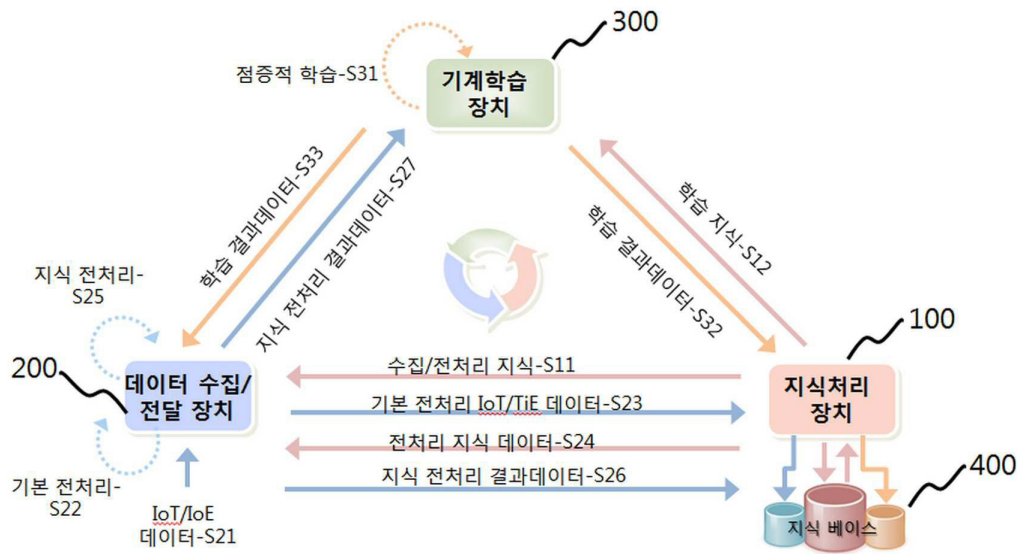 300
점증적 학습-S31
기계학습
장치
학습 결과데이터-S33
지식 전처리 결과데이터-S27
학습 지식-S12
학습 결과데이터-S32
지식 전처리-
S25
100
수집/전처리 지식-S11
200
데이터 수집/
전달 장치
기본 전처리 IoT/TiE 데이터-S23
지식처리
장치
전처리 지식 데이터-S24
지식 전처리 결과데이터-S26
400
기본 전처리-
S22
IoT/IoE
데이터-S21
지식 베이스